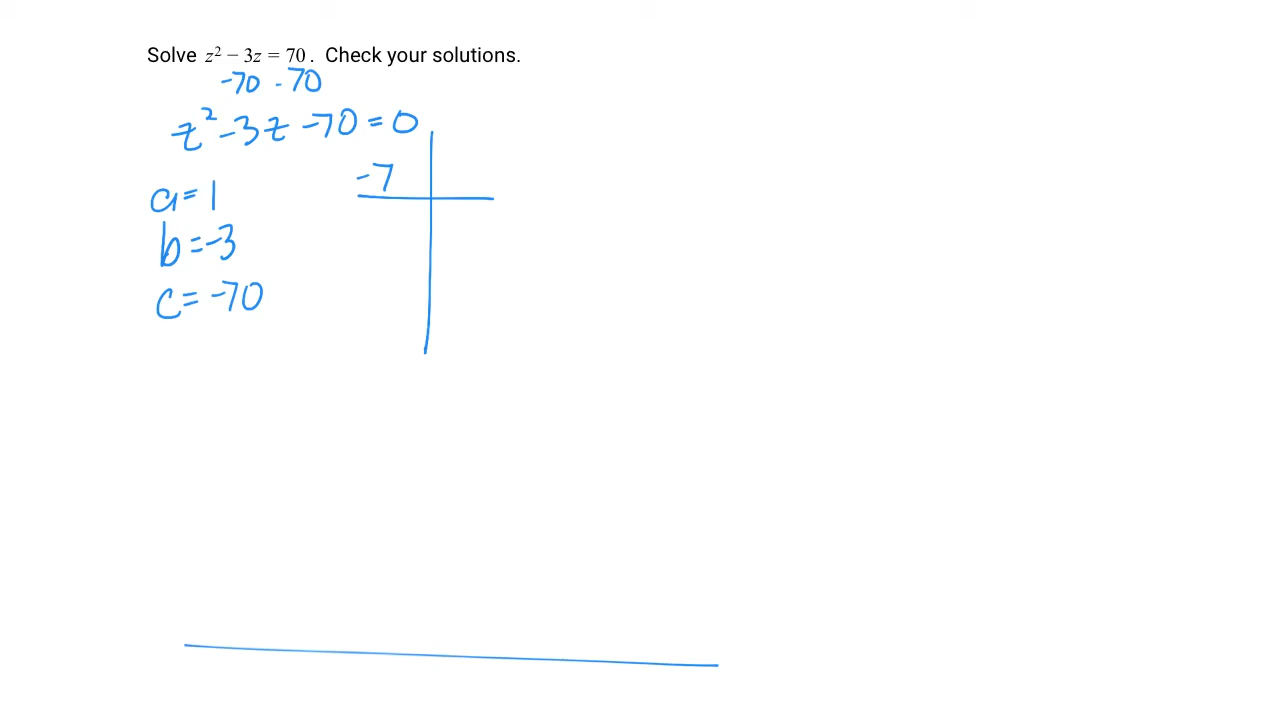 Solve z² − 3z = 70 . Check your solutions.
-70 - 70
z² -3z -70 = 0
-7
a = 1
b = -3
c = -70